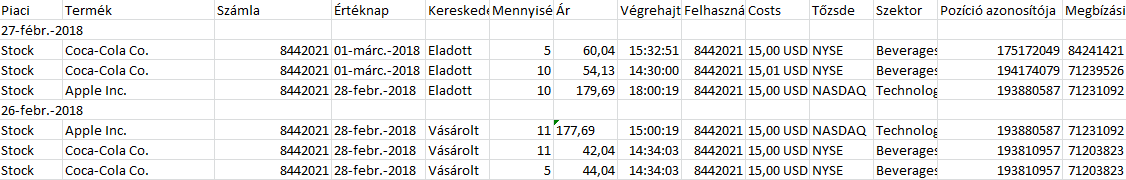 Piaci Termék Számla Értéknap Kereskede Mennyisé Ár Végrehajt Felhaszná Costs Tőzsde Szektor Pozíció azonosítója Megbízási
27-febr.-2018
Stock Coca-Cola Co. 8442021 01-márc.-2018 Eladott 5 60,04 15:32:51 8442021 15,00 USD NYSE Beverages 175172049 84241421
Stock Coca-Cola Co. 8442021 01-márc.-2018 Eladott 10 54,13 14:30:00 8442021 15,01 USD NYSE Beverages 194174079 71239526
Stock Apple Inc. 8442021 28-febr.-2018 Eladott 10 179,69 18:00:19 8442021 15,00 USD NASDAQ Technolog 193880587 71231092
26-febr.-2018
Stock Apple Inc. 8442021 28-febr.-2018 Vásárolt 11 177,69 15:00:19 8442021 15,00 USD NASDAQ Technolog 193880587 71231092
Stock Coca-Cola Co. 8442021 28-febr.-2018 Vásárolt 11 42,04 14:34:03 8442021 15,00 USD NYSE Beverages 193810957 71203823
Stock Coca-Cola Co. 8442021 28-febr.-2018 Vásárolt 5 44,04 14:34:03 8442021 15,00 USD NYSE Beverages 193810957 71203823